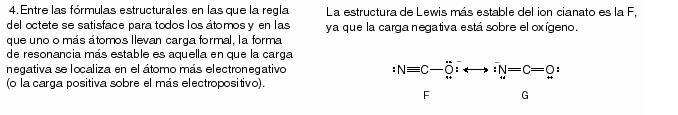 4.Entre las fórmulas estructurales en las que la regla
del octete se satisface para todos los átomos y en las
que uno o más átomos llevan carga formal, la forma
de resonancia más estable es aquella en que la carga
negativa se localiza en el átomo más electronegativo
(o la carga positiva sobre el más electropositivo).
La estructura de Lewis más estable del ion cianato es la F,
ya que la carga negativa está sobre el oxígeno.
:N≡C—O:⁻ ⟷ :N⁻=C=O:
F G